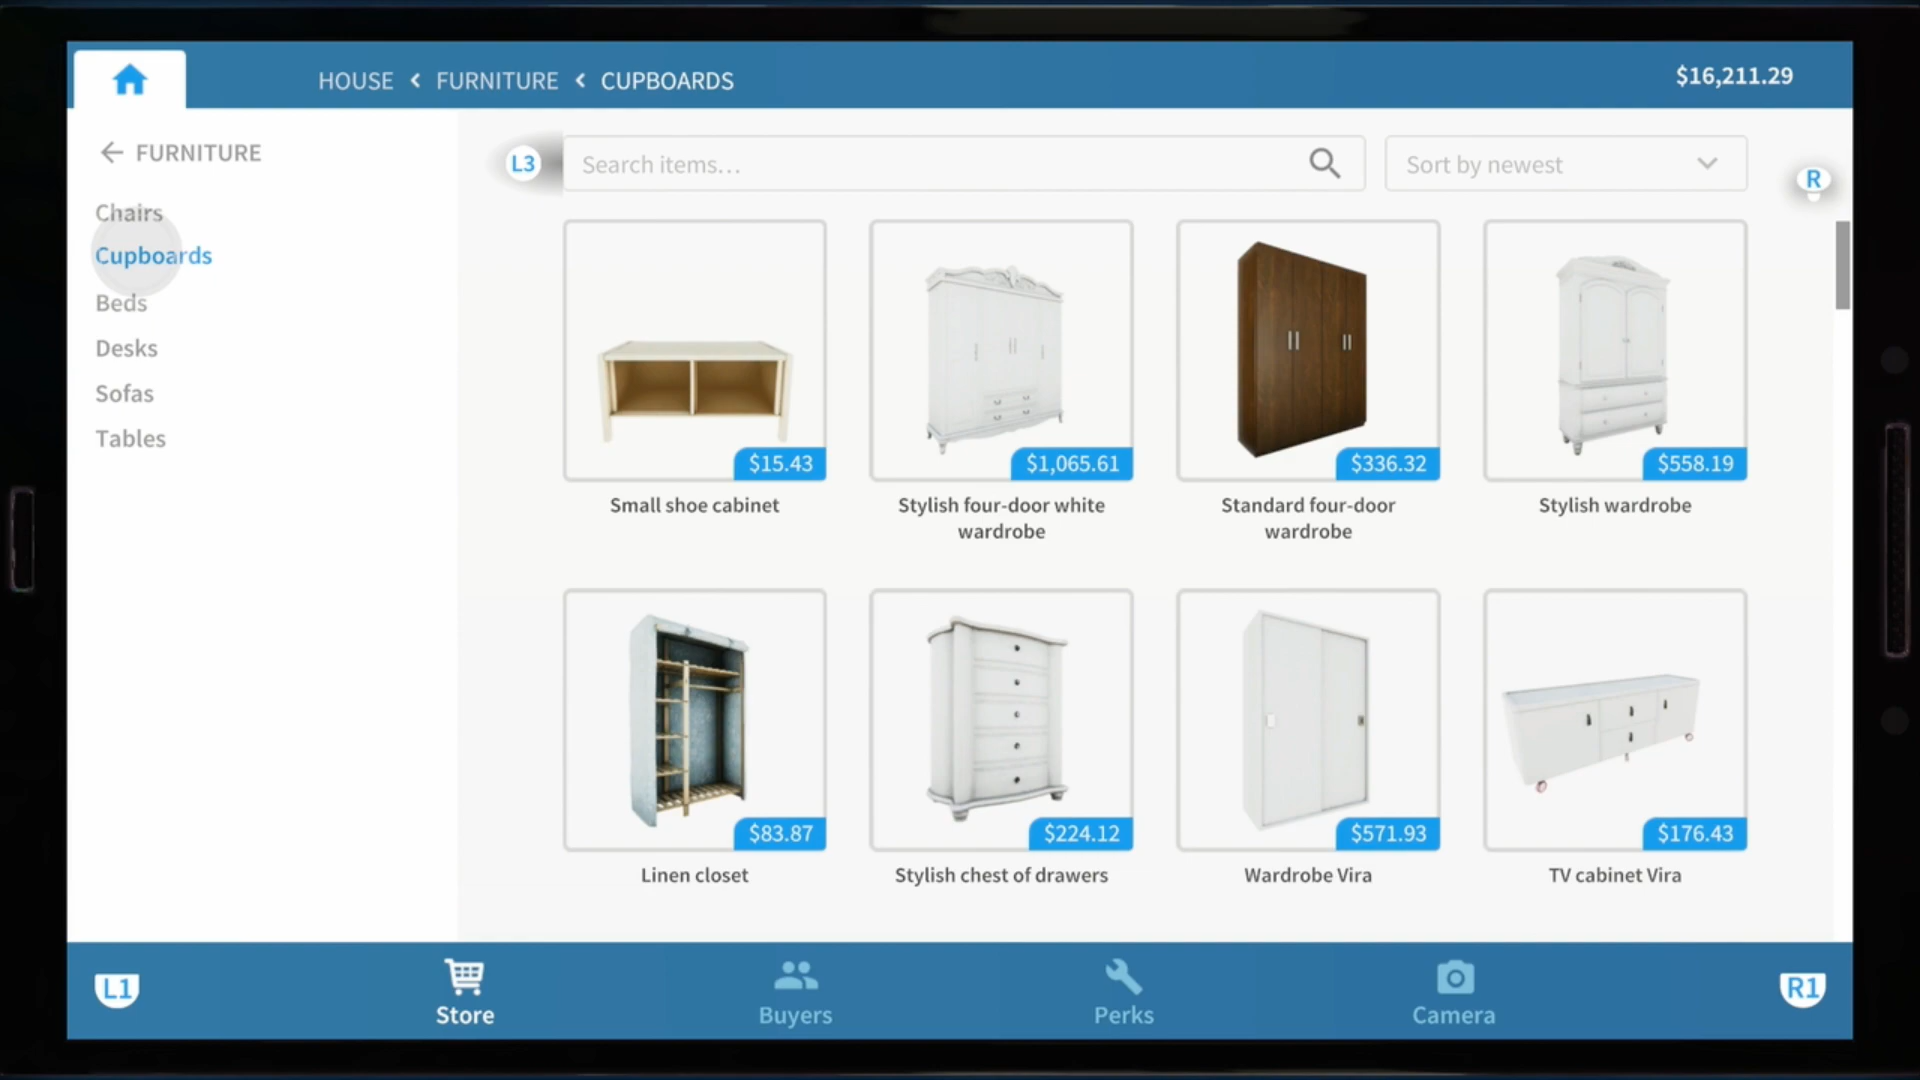 HOUSE < FURNITURE < CUPBOARDS
$16,211.29
FURNITURE
Chairs
Cupboards
Beds
Desks
Sofas
Tables
L3
Search items...
Sort by newest
R
$15.43
$1,065.61
$336.32
$558.19
Small shoe cabinet
Stylish four-door white
wardrobe
Standard four-door
wardrobe
Stylish wardrobe
$83.87
$224.12
$571.93
$176.43
Linen closet
Stylish chest of drawers
Wardrobe Vira
TV cabinet Vira
L1
Store
Buyers
Perks
Camera
R1